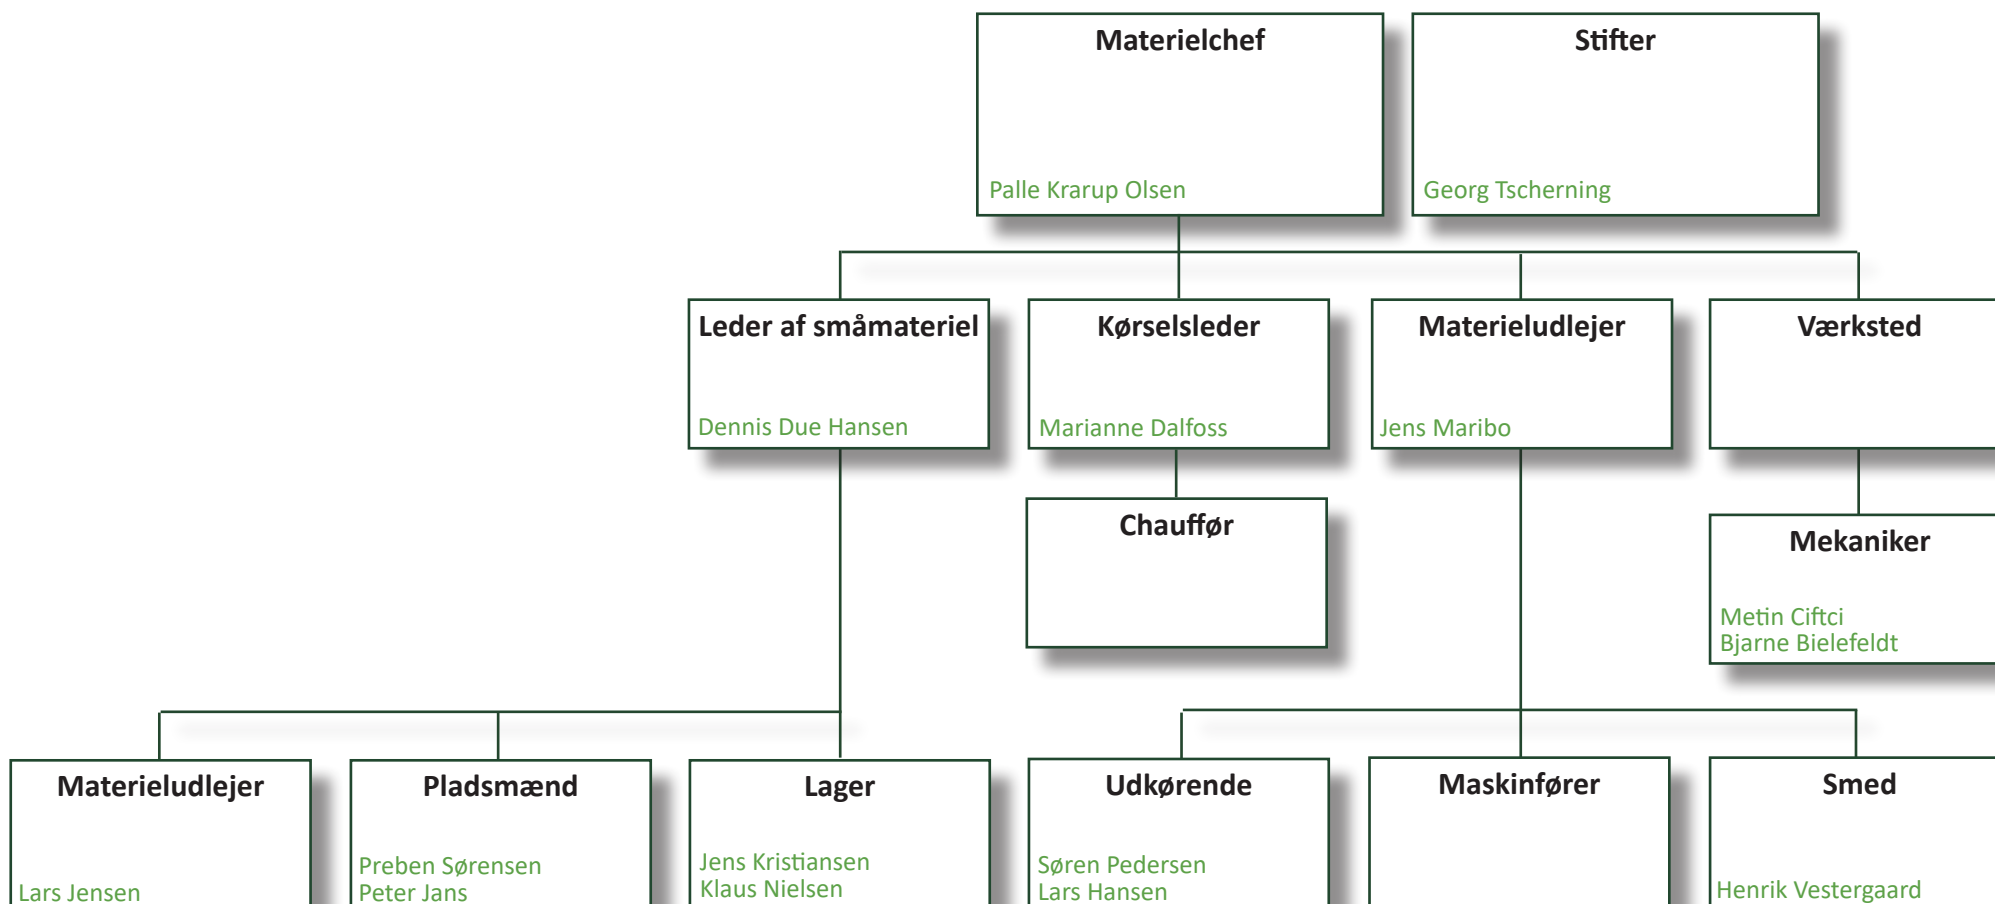 Materielchef
Palle Krarup Olsen
Stifter
Georg Tscherning
Leder af småmateriel
Dennis Due Hansen
Kørselsleder
Marianne Dalfoss
Materieludlejer
Jens Maribo
Værksted
Chauffør
Mekaniker
Metin Ciftci
Bjarne Bielefeldt
Materieludlejer
Lars Jensen
Pladsmænd
Preben Sørensen
Peter Jans
Lager
Jens Kristiansen
Klaus Nielsen
Udkørende
Søren Pedersen
Lars Hansen
Maskinfører
Smed
Henrik Vestergaard